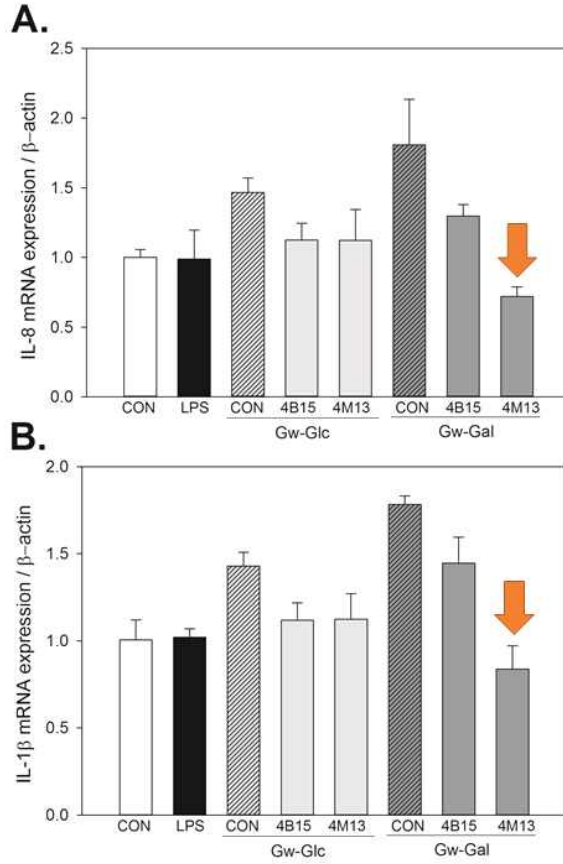 A.
IL-8 mRNA expression / β−actin
2.5
2.0
1.5
1.0
0.5
0.0
CON LPS CON 4B15 4M13 CON 4B15 4M13
Gw-Glc Gw-Gal
B.
IL-1β mRNA expression / β−actin
2.0
1.5
1.0
0.5
0.0
CON LPS CON 4B15 4M13 CON 4B15 4M13
Gw-Glc Gw-Gal